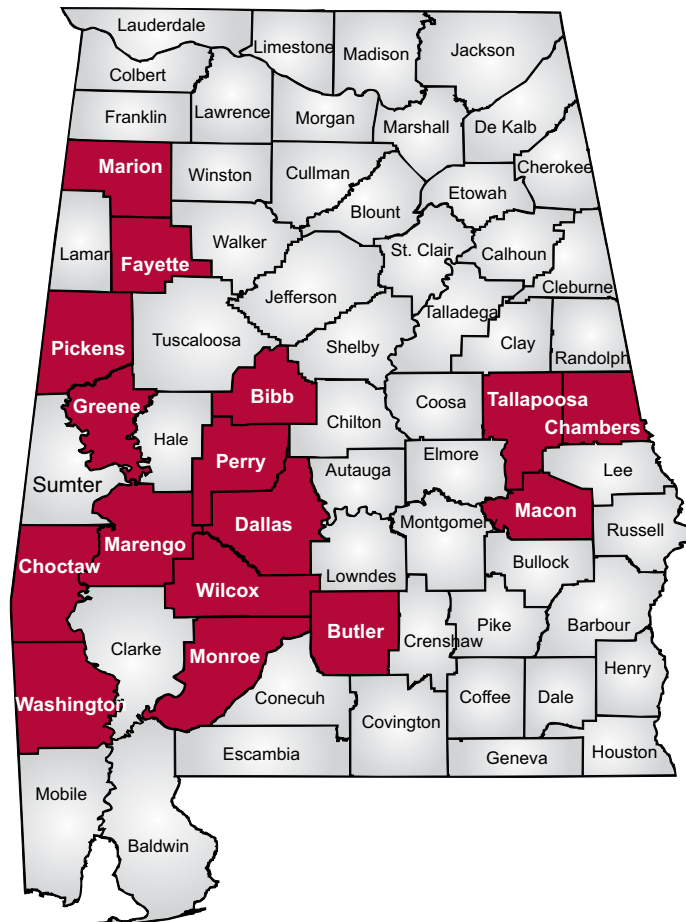 Lauderdale
Limestone
Madison
Jackson
Colbert
Franklin
Lawrence
Morgan
Marshall
De Kalb
Marion
Winston
Cullman
Cherokee
Etowah
Blount
Lamar
Fayette
Walker
St. Clair
Calhoun
Cleburne
Jefferson
Talladega
Pickens
Tuscaloosa
Shelby
Clay
Randolph
Greene
Bibb
Coosa
Tallapoosa
Chambers
Hale
Chilton
Perry
Elmore
Lee
Sumter
Autauga
Dallas
Montgomer
Macon
Russell
Marengo
Choctaw
Wilcox
Lowndes
Bullock
Clarke
Monroe
Butler
Crenshaw
Pike
Barbour
Henry
Washington
Conecuh
Coffee
Dale
Covington
Escambia
Geneva
Houston
Mobile
Baldwin